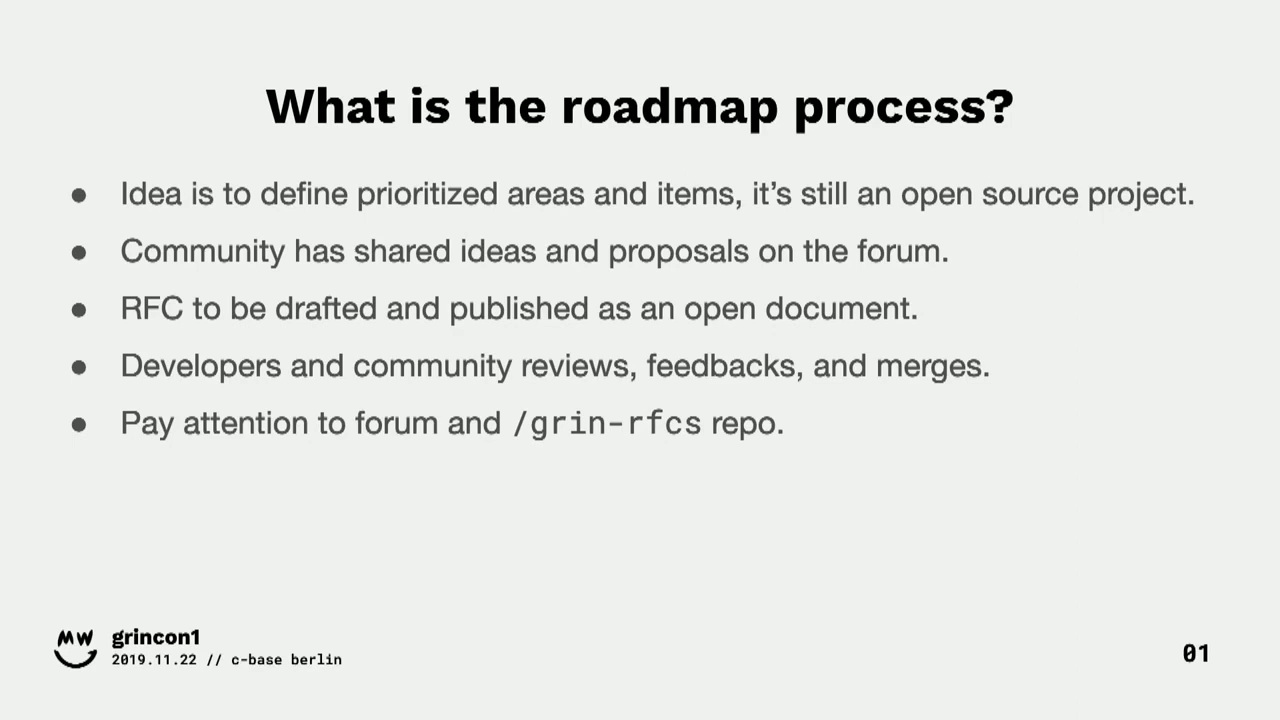 What is the roadmap process?
● Idea is to define prioritized areas and items, it’s still an open source project.
● Community has shared ideas and proposals on the forum.
● RFC to be drafted and published as an open document.
● Developers and community reviews, feedbacks, and merges.
● Pay attention to forum and /grin-rfcs repo.
MW grincon1
2019.11.22 // c-base berlin
01